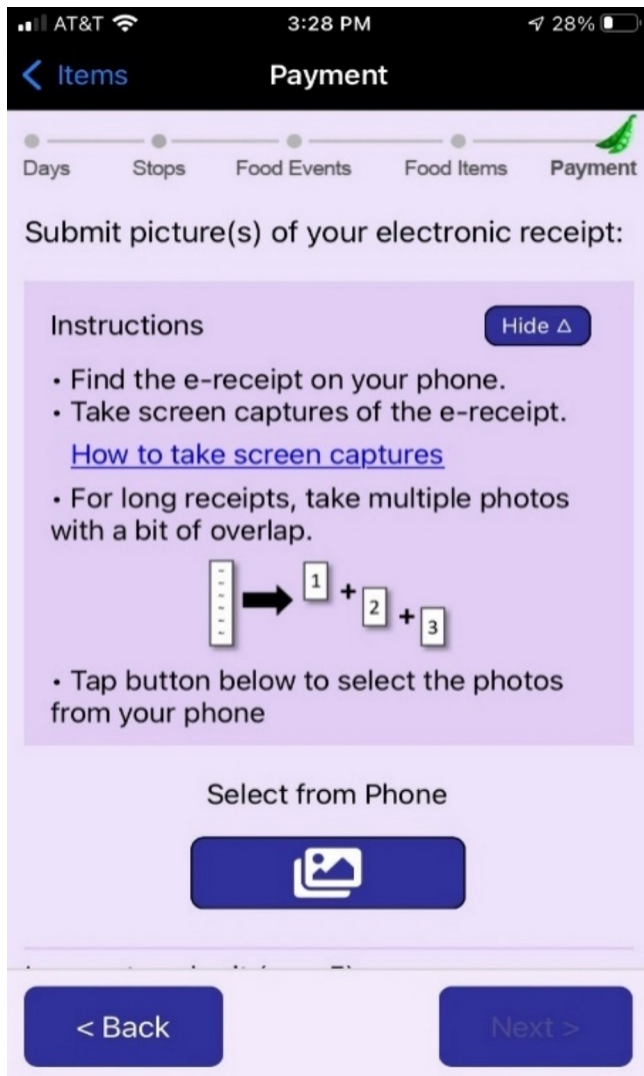 AT&T 3:28 PM 28%
Items Payment
Days Stops Food Events Food Items Payment
Submit picture(s) of your electronic receipt:
Instructions Hide △
• Find the e-receipt on your phone.
• Take screen captures of the e-receipt.
How to take screen captures
• For long receipts, take multiple photos
with a bit of overlap.
1 + 2 + 3
• Tap button below to select the photos
from your phone
Select from Phone
< Back Next >